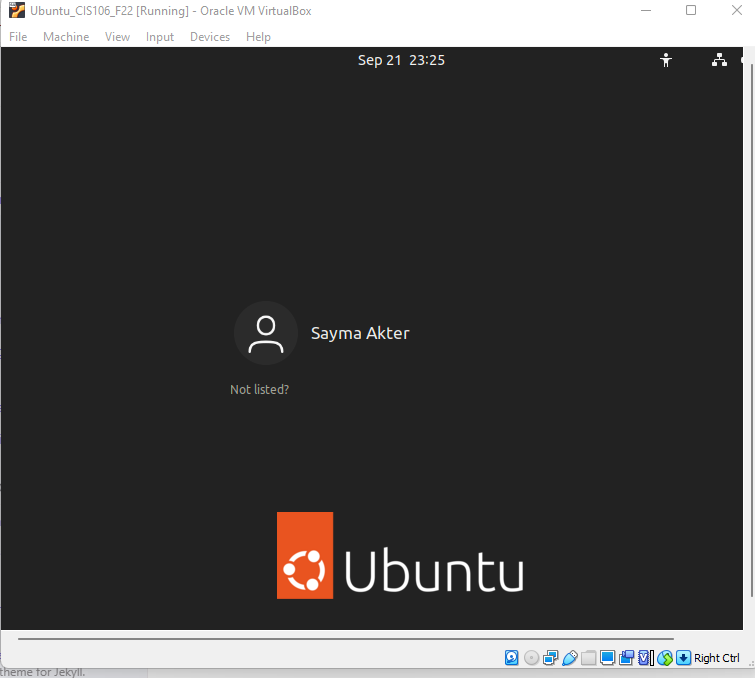 Ubuntu_CIS106_F22 [Running] - Oracle VM VirtualBox
File Machine View Input Devices Help
Sep 21 23:25
Sayma Akter
Not listed?
Ubuntu
Right Ctrl
theme for Jekyll.